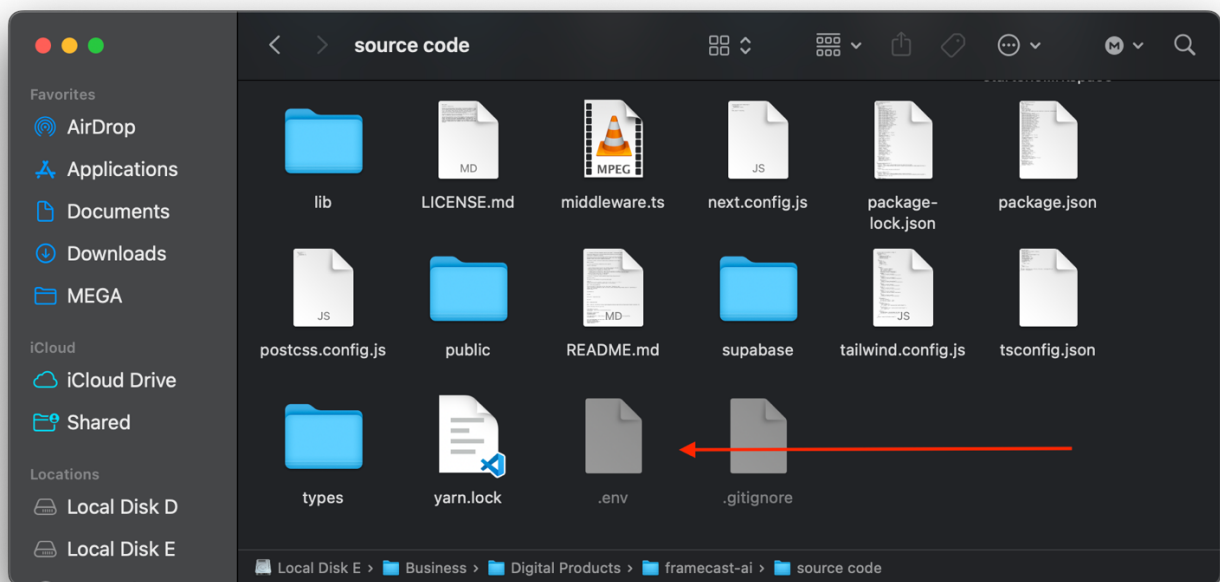 source code
M
Favorites
AirDrop
Applications
Documents
Downloads
MEGA
iCloud
iCloud Drive
Shared
Locations
Local Disk D
Local Disk E
MD
MPEG
JS
lib
LICENSE.md
middleware.ts
next.config.js
package-
lock.json
package.json
JS
MD
JS
postcss.config.js
public
README.md
supabase
tailwind.config.js
tsconfig.json
types
yarn.lock
.env
.gitignore
Local Disk E › Business › Digital Products › framecast-ai › source code